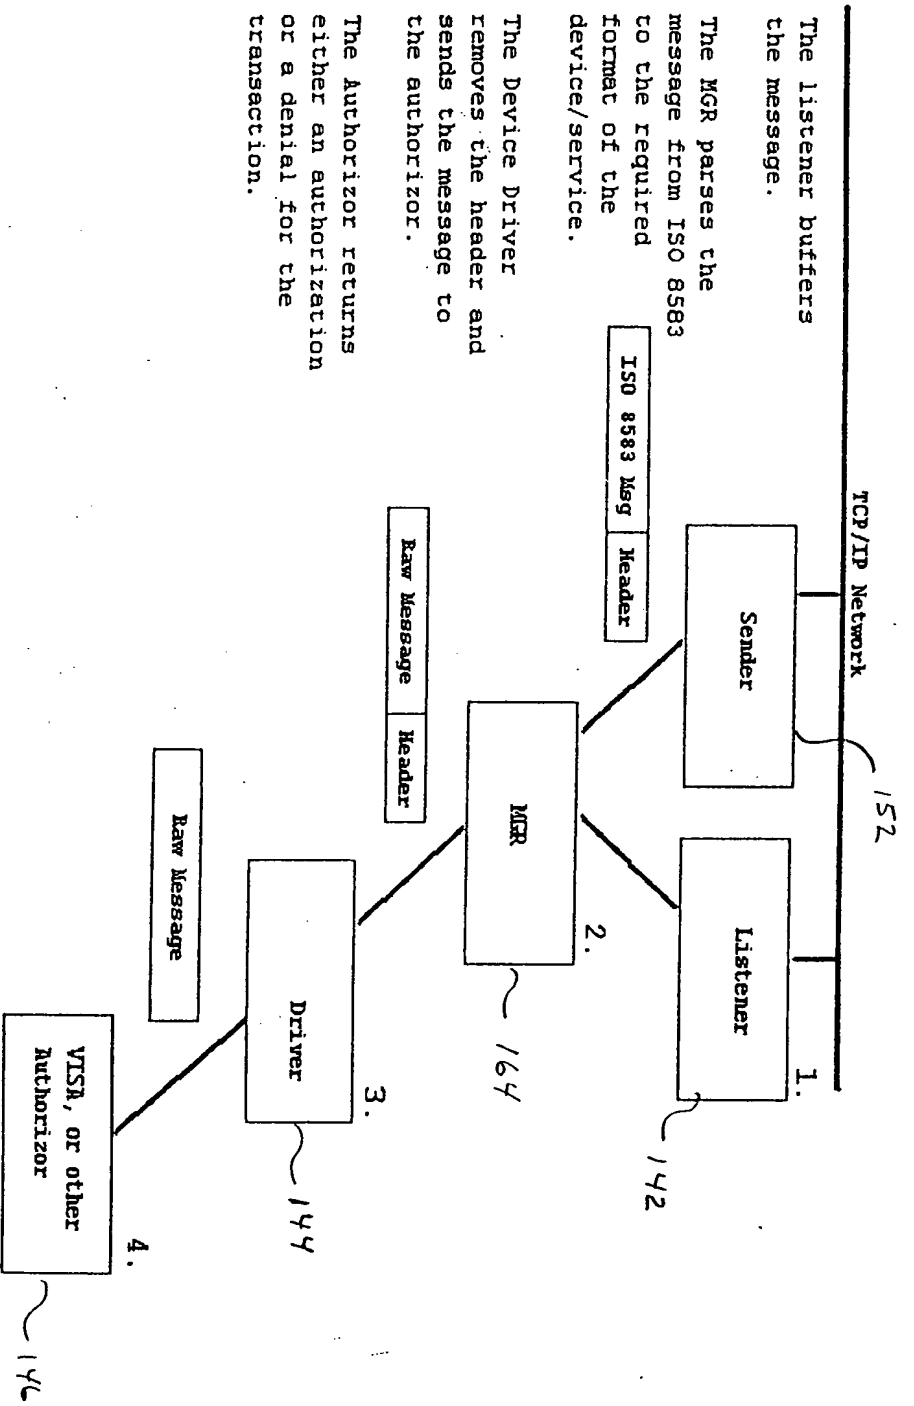 TCP/IP Network
The listener buffers
the message.
Sender
152
Listener
1.
142
The MGR parses the
message from ISO 8583
to the required
format of the
device/service.
ISO 8583 Msg
Header
MGR
2.
164
The Device Driver
removes the header and
sends the message to
the authorizor.
Raw Message
Header
Driver
3.
144
The Authorizor returns
either an authorization
or a denial for the
transaction.
Raw Message
VISA, or other
Authorizor
4.
146